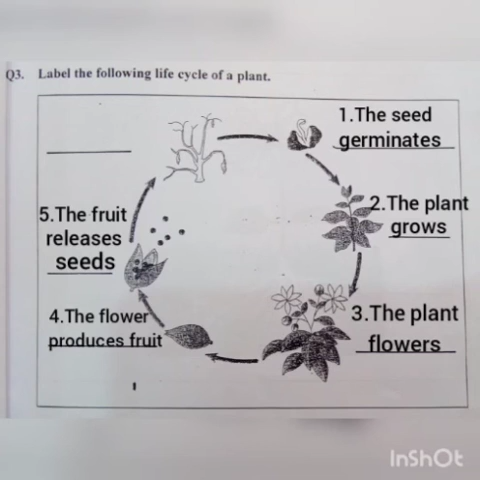 Q3. Label the following life cycle of a plant.
1.The seed
germinates
2.The plant
grows
3.The plant
flowers
4.The flower
produces fruit
5.The fruit
releases
seeds
1
InShOt